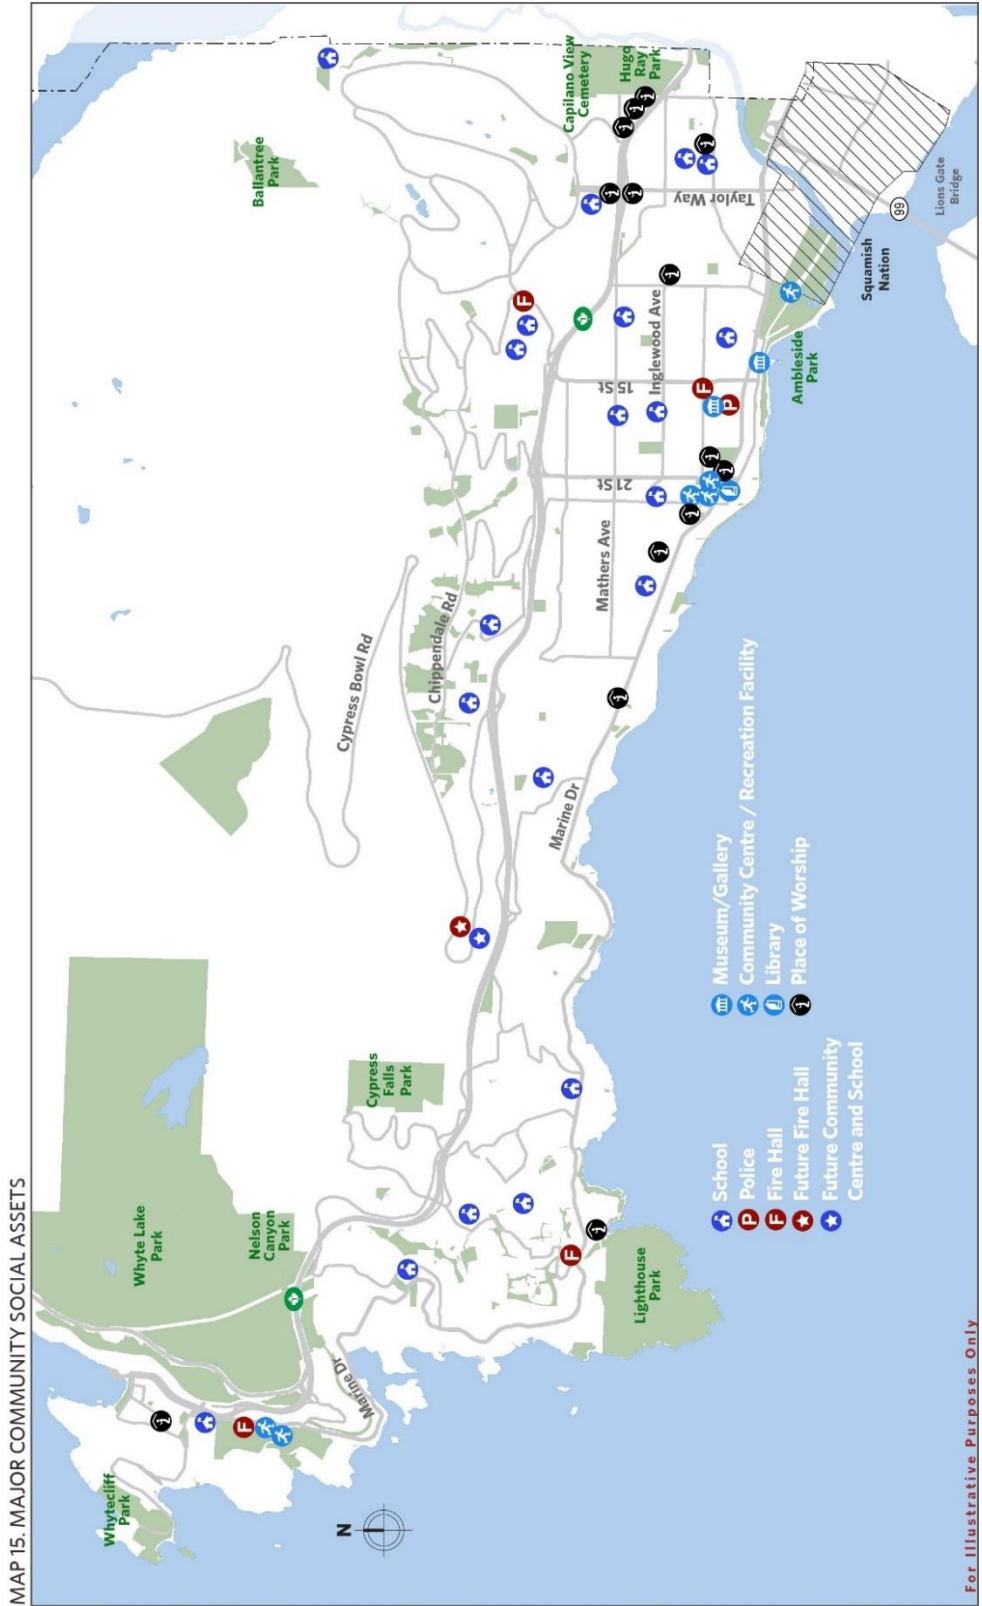 MAP 15. MAJOR COMMUNITY SOCIAL ASSETS
Whytecliff
Park
Whyte Lake
Park
Nelson
Canyon
Park
Marine Dr
N
Lighthouse
Park
Cypress
Falls
Park
Cypress Bowl Rd
Chippendale Rd
Marine Dr
Mathers Ave
21 St
15 St
Inglewood Ave
Taylor Way
Ballantree
Park
Capilano View
Cemetery
Hugo
Ray
Park
Ambleside
Park
Squamish
Nation
99
Lions Gate
Bridge
School
P Police
F Fire Hall
Future Fire Hall
Future Community
Centre and School
Museum/Gallery
Community Centre / Recreation Facility
Library
Place of Worship
F
F
F
F
P
For Illustrative Purposes Only